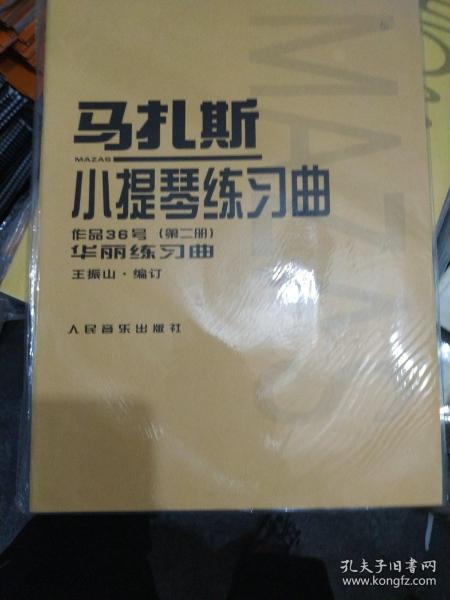 马扎斯
MAZAS
小提琴练习曲
作品36号（第二册）
华丽练习曲
王振山·编订
人民音乐出版社
MAZAS
孔夫子旧书网
www.kongfz.com